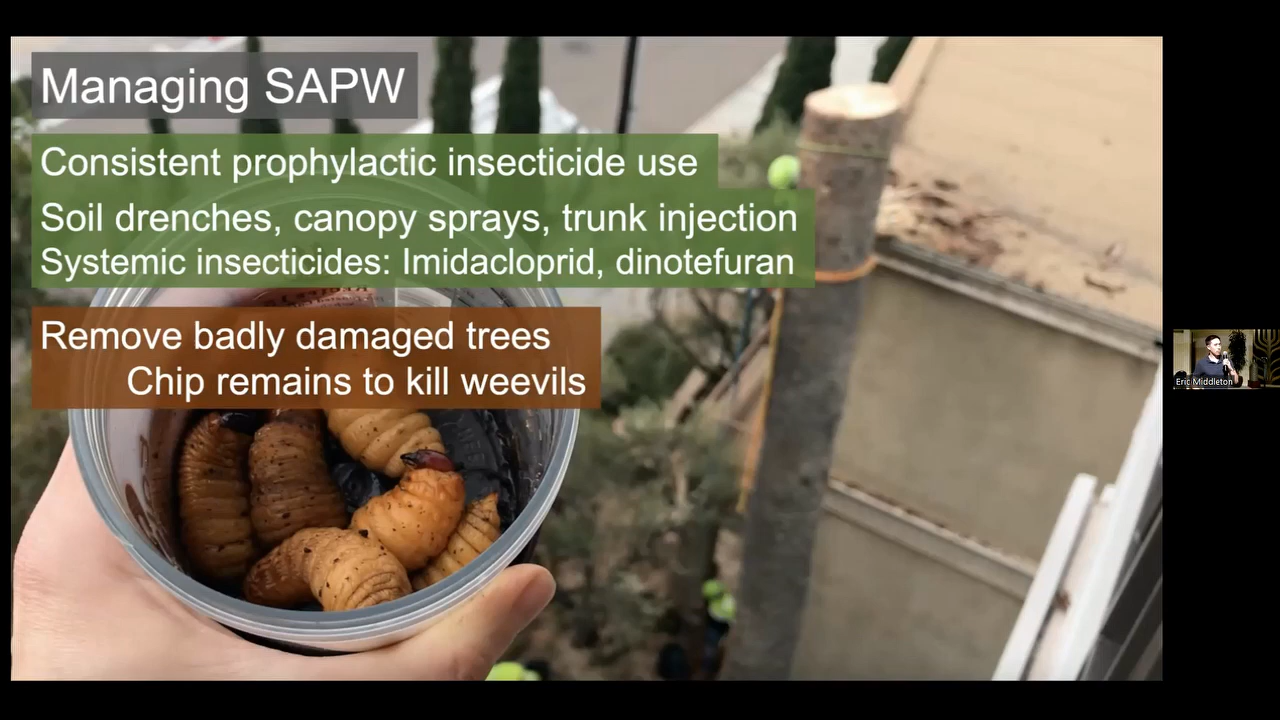 Managing SAPW
Consistent prophylactic insecticide use
Soil drenches, canopy sprays, trunk injection
Systemic insecticides: Imidacloprid, dinotefuran
Remove badly damaged trees
Chip remains to kill weevils
Eric Middleton